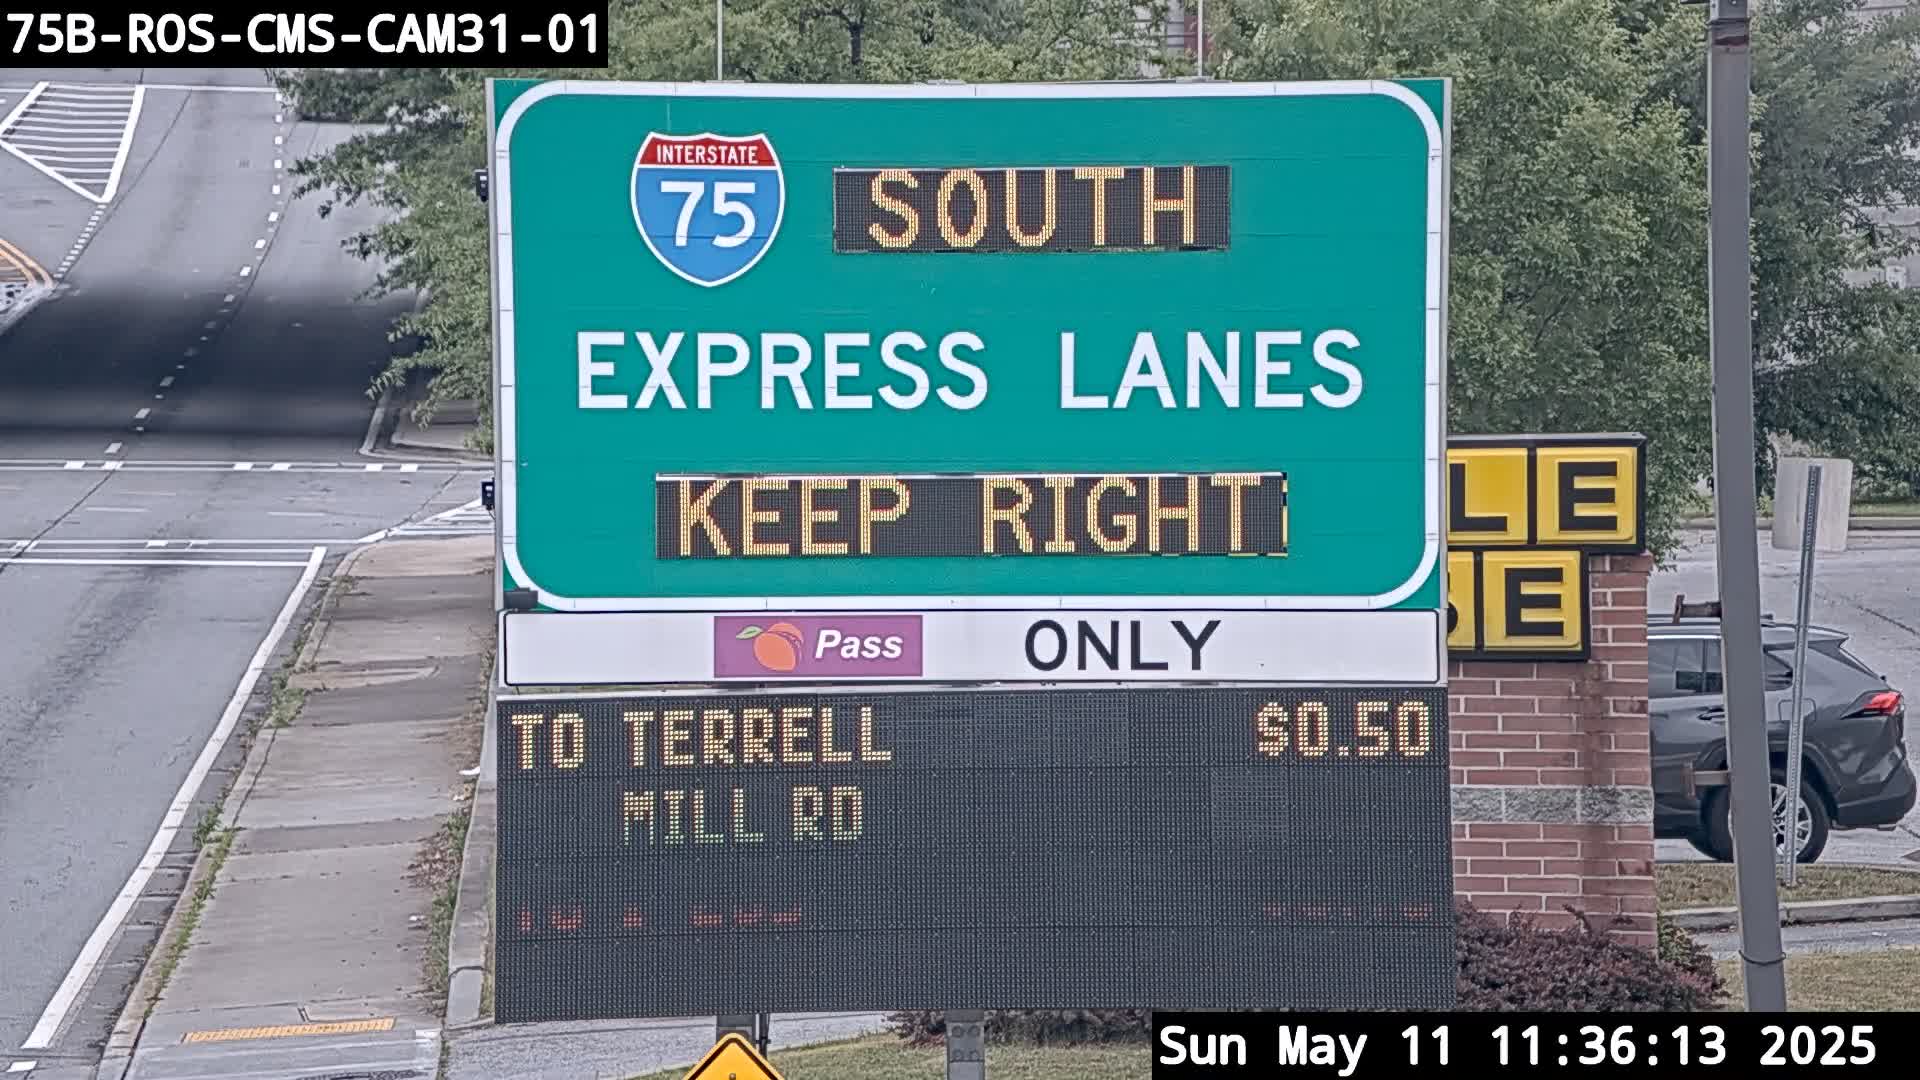 75B-ROS-CMS-CAM31-01
INTERSTATE
75
SOUTH
EXPRESS LANES
KEEP RIGHT
Pass
ONLY
TO TERRELL $0.50
MILL RD
LE
E
Sun May 11 11:36:13 2025